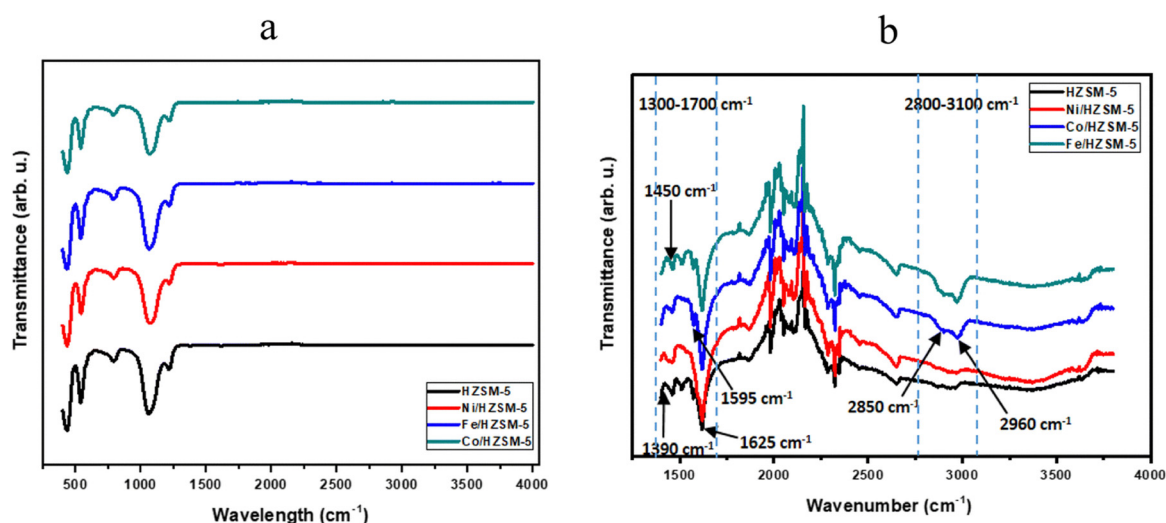 a
Transmittance (arb. u.)
HZSM-5
Ni/HZSM-5
Fe/HZSM-5
Co/HZSM-5
500 1000 1500 2000 2500 3000 3500 4000
Wavelength (cm-1)
b
Transmittance (arb. u.)
1300-1700 cm-1
2800-3100 cm-1
HZSM-5
Ni/HZSM-5
Co/HZSM-5
Fe/HZSM-5
1450 cm-1
1595 cm-1
2850 cm-1
2960 cm-1
1390 cm-1
1625 cm-1
1500 2000 2500 3000 3500 4000
Wavenumber (cm-1)